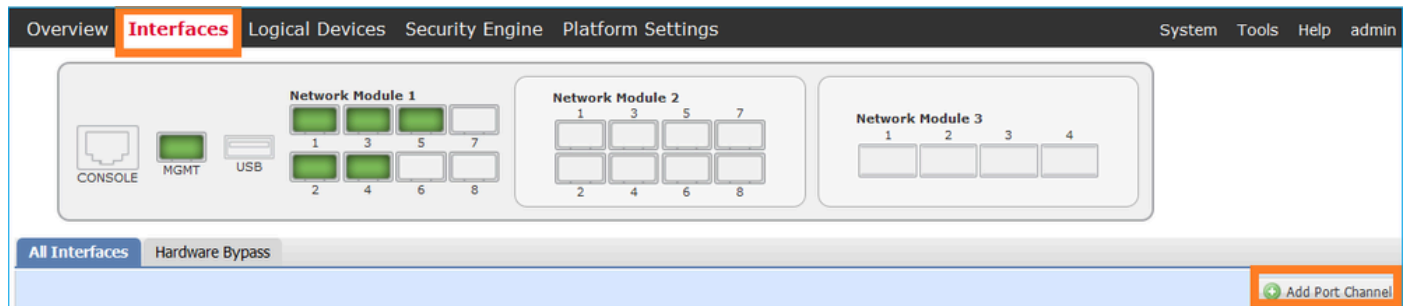 Overview Interfaces Logical Devices Security Engine Platform Settings System Tools Help admin
Network Module 1
1 3 5 7
2 4 6 8
CONSOLE MGMT USB
Network Module 2
1 3 5 7
2 4 6 8
Network Module 3
1 2 3 4
All Interfaces Hardware Bypass
Add Port Channel